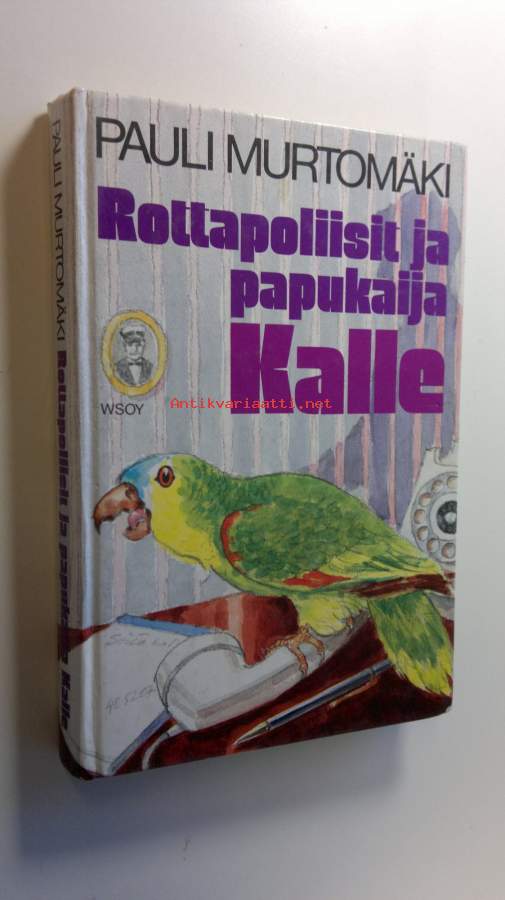 PAULI MURTOMÄKI
Rottapoliisit ja
papukaija
Kalle
WSOY
Antikvariaatti.net
PAULI MURTOMÄKI Rottapoliisit ja papukaija Kalle